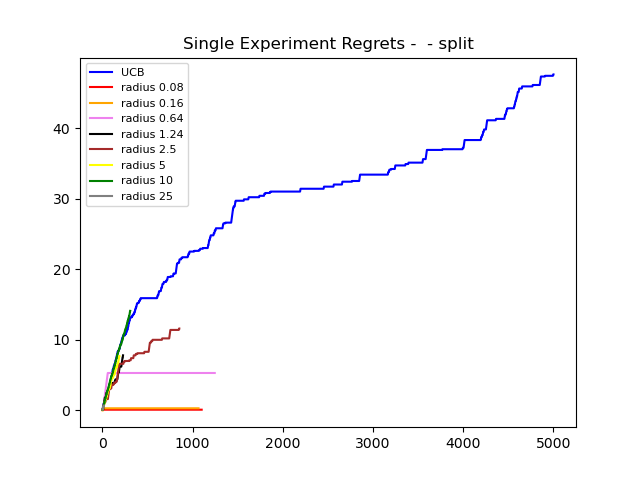 Single Experiment Regrets -  - split
UCB
radius 0.08
radius 0.16
radius 0.64
radius 1.24
radius 2.5
radius 5
radius 10
radius 25
40
30
20
10
0
0 1000 2000 3000 4000 5000